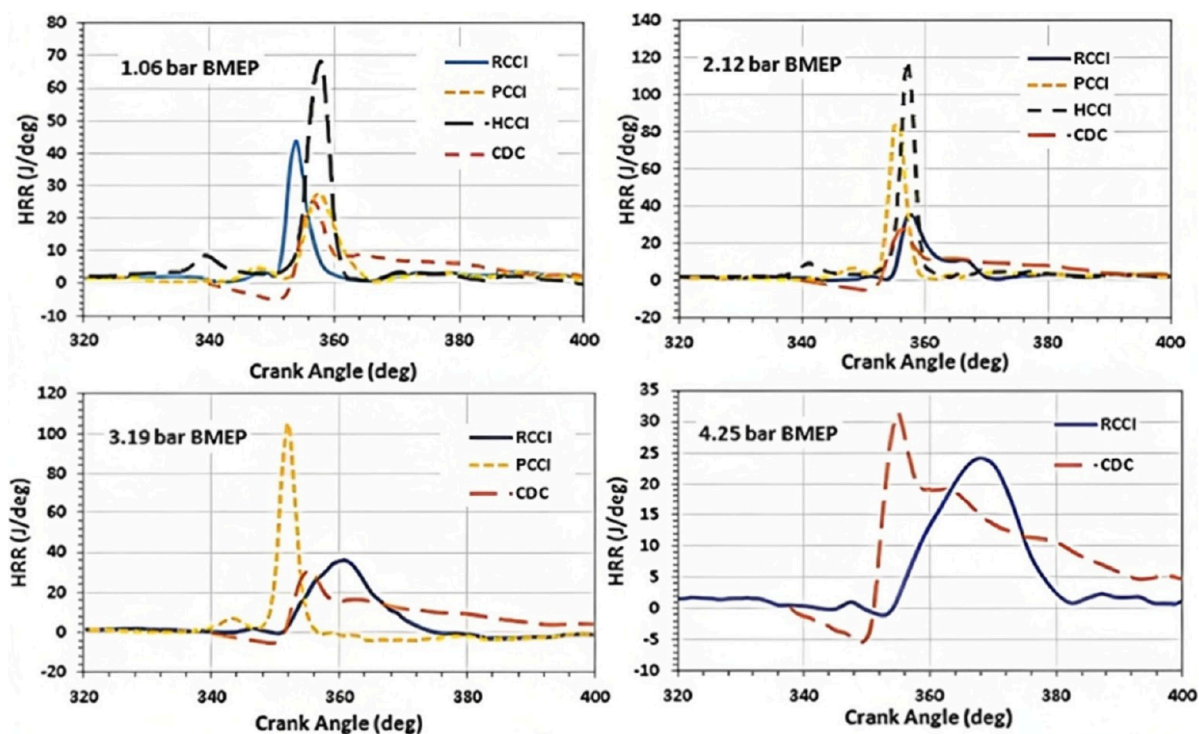 80
70
60
50
40
30
20
10
0
-10
HRR (J/deg)
1.06 bar BMEP
RCCI
PCCI
-HCCI
CDC
320
340
360
380
400
Crank Angle (deg)
140
120
100
80
60
40
20
0
-20
HRR (J/deg)
2.12 bar BMEP
RCCI
PCCI
HCCI
-CDC
320
340
360
380
400
Crank Angle (deg)
120
100
80
60
40
20
0
-20
HRR (J/deg)
3.19 bar BMEP
RCCI
PCCI
-CDC
320
340
360
380
400
Crank Angle (deg)
35
30
25
20
15
10
5
0
-5
-10
HRR (J/deg)
4.25 bar BMEP
RCCI
-CDC
320
340
360
380
400
Crank Angle (deg)